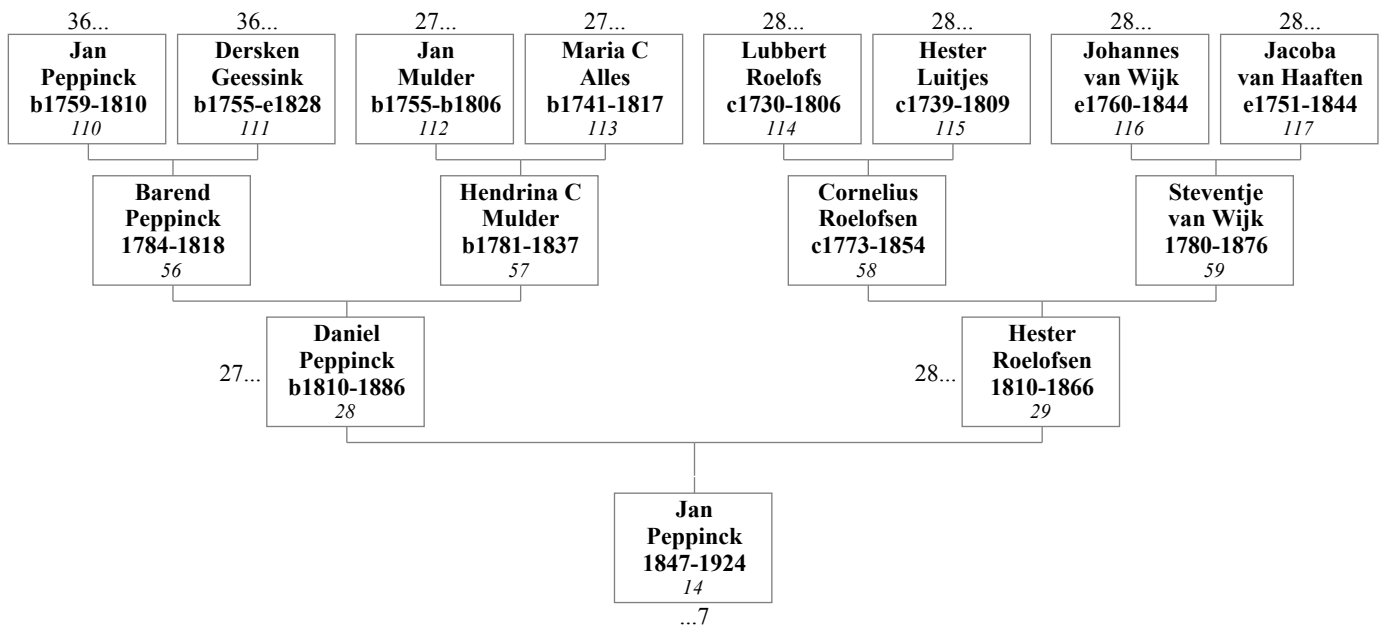 36...
36...
27...
27...
28...
28...
28...
28...
Jan
Peppinck
b1759-1810
110
Dersken
Geessink
b1755-e1828
111
Jan
Mulder
b1755-b1806
112
Maria C
Alles
b1741-1817
113
Lubbert
Roelofs
c1730-1806
114
Hester
Luitjes
c1739-1809
115
Johannes
van Wijk
e1760-1844
116
Jacoba
van Haaften
e1751-1844
117
Barend
Peppinck
1784-1818
56
Hendrina C
Mulder
b1781-1837
57
Cornelius
Roelofsen
c1773-1854
58
Steventje
van Wijk
1780-1876
59
27...
Daniel
Peppinck
b1810-1886
28
28...
Hester
Roelofsen
1810-1866
29
Jan
Peppinck
1847-1924
14
...7